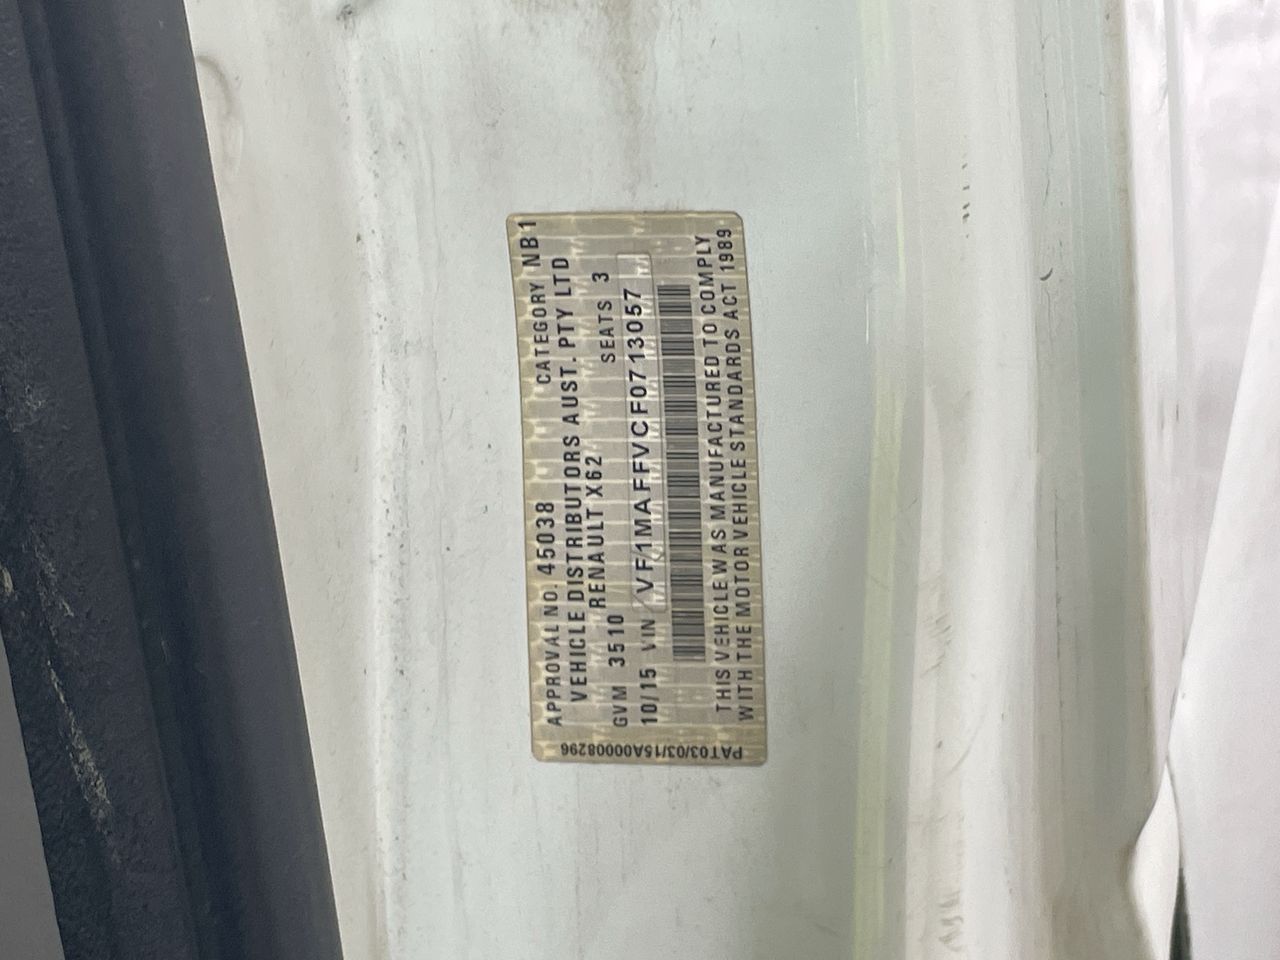 APPROVAL NO. 45038 CATEGORY NB1
VEHICLE DISTRIBUTORS AUST. PTY LTD
RENAULT X62
GVM 3510 SEATS 3
10/15 VIN VF1MAFFVCF0713057
THIS VEHICLE WAS MANUFACTURED TO COMPLY
WITH THE MOTOR VEHICLE STANDARDS ACT 1989
PAT03/03/15A00008296